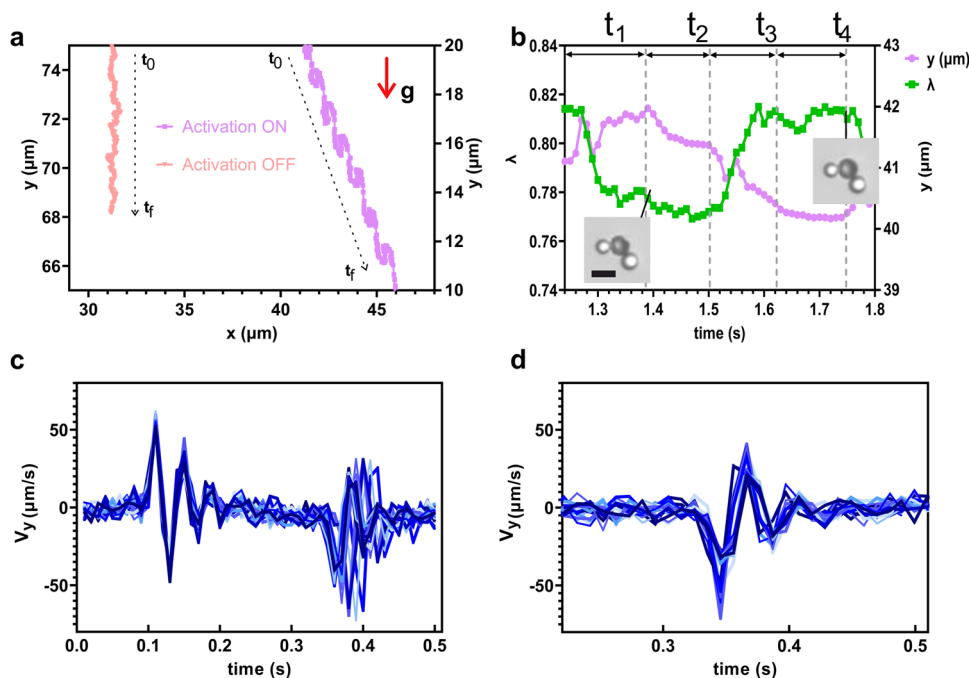 a
74
72
70
68
66
y (µm)
30
35
40
45
x (µm)
20
18
16
14
12
10
y (µm)
t0
tf
t0
tf
g
Activation ON
Activation OFF
b
t1
t2
t3
t4
0.84
0.82
0.80
0.78
0.76
0.74
λ
1.3
1.4
1.5
1.6
1.7
1.8
time (s)
43
42
41
40
39
y (µm)
y (µm)
λ
c
50
0
-50
Vy(µm/s)
0.0
0.1
0.2
0.3
0.4
0.5
time (s)
d
50
0
-50
Vy(µm/s)
0.3
0.4
0.5
time (s)